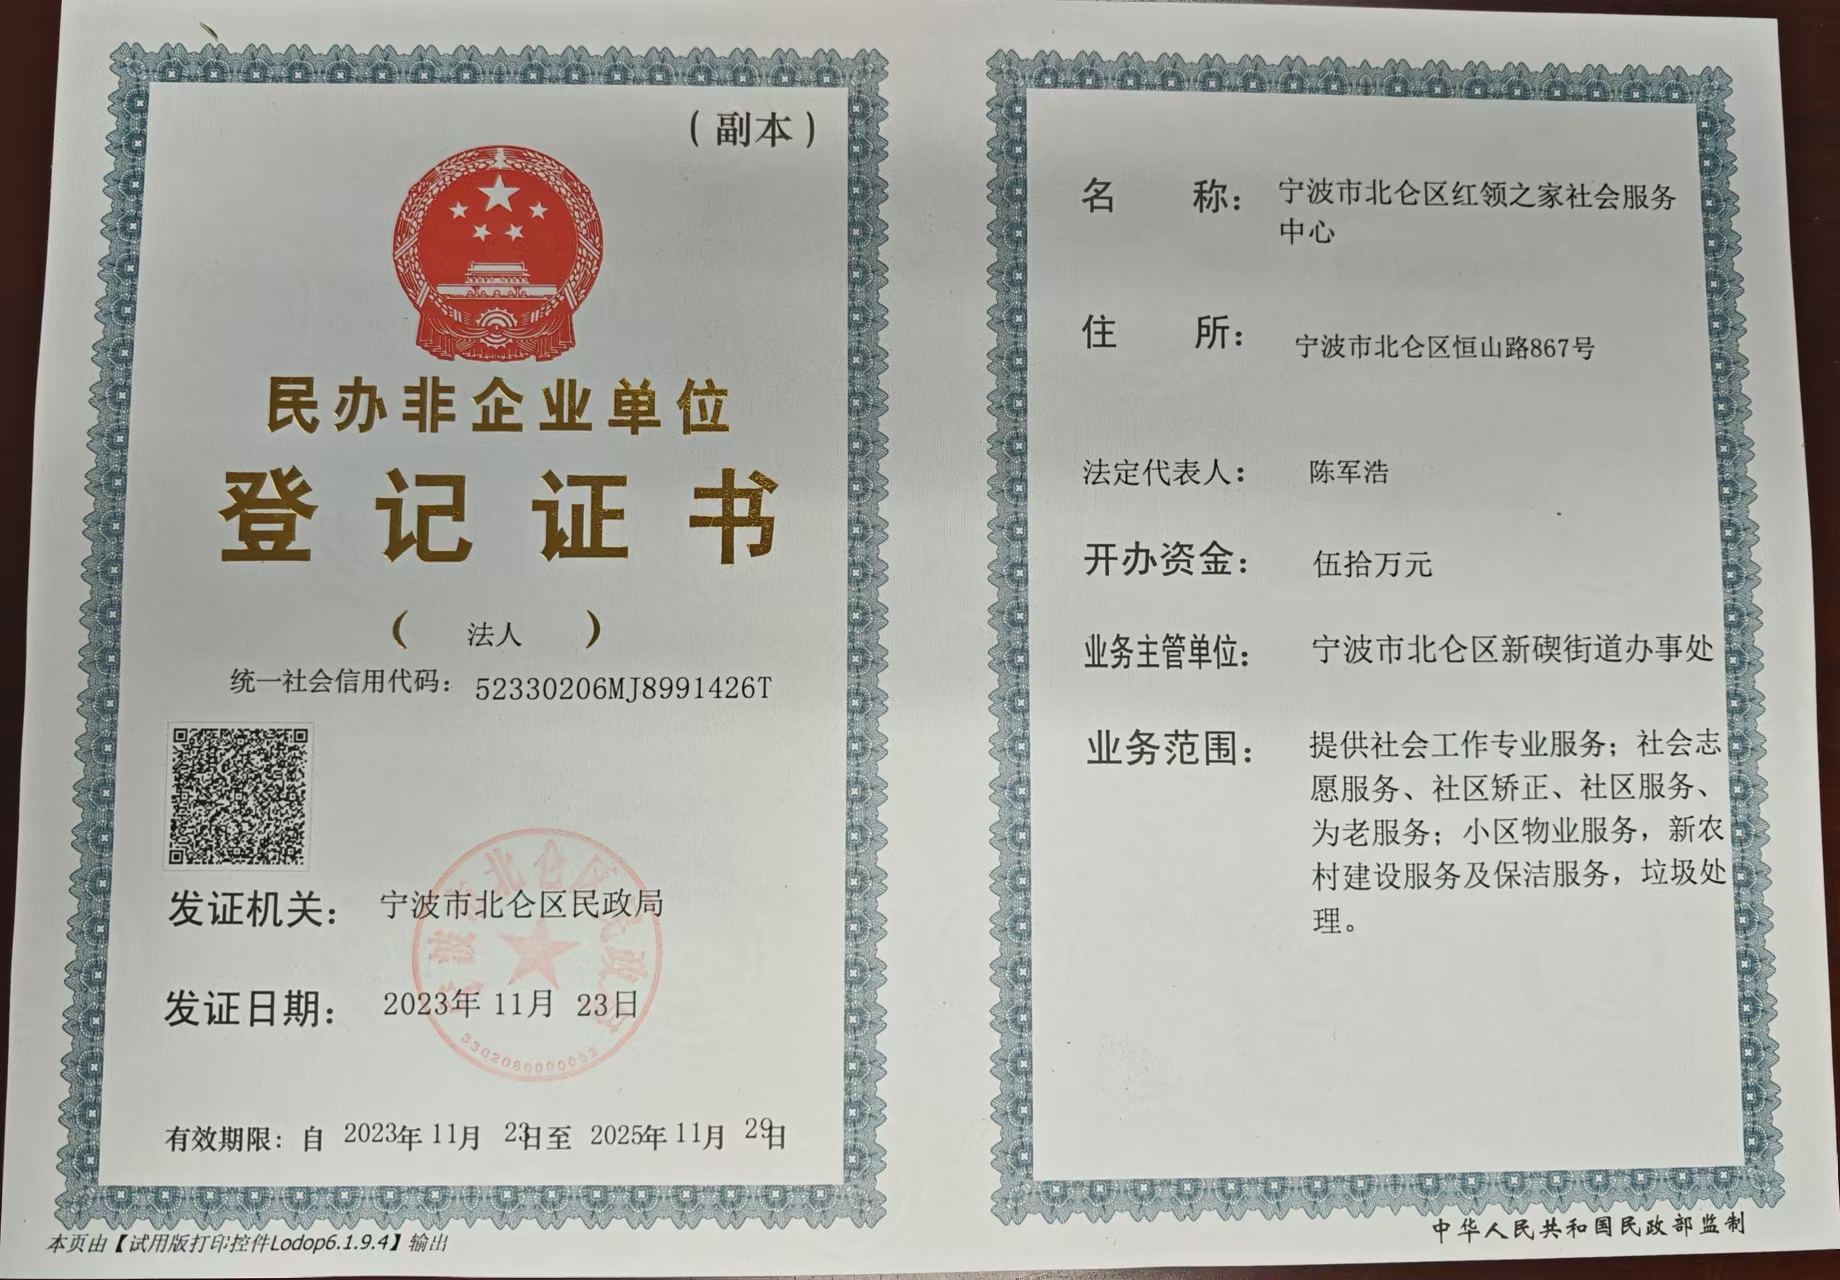 （副本）
民办非企业单位
登记证书
（ 法人 ）
统一社会信用代码： 52330206MJ8991426T
发证机关： 宁波市北仑区民政局
发证日期： 2023年 11月 23日
宁波市北仑区民政局
3302060000032
有效期限：自 2023年 11月 23日至 2025年 11月 29日
本页由【试用版打印控件Lodop6.1.9.4】输出
名 称： 宁波市北仑区红领之家社会服务
中心
住 所： 宁波市北仑区恒山路867号
法定代表人： 陈军浩
开办资金： 伍拾万元
业务主管单位： 宁波市北仑区新碶街道办事处
业务范围： 提供社会工作专业服务；社会志
愿服务、社区矫正、社区服务、
为老服务；小区物业服务，新农
村建设服务及保洁服务，垃圾处
理。
中华人民共和国民政部监制